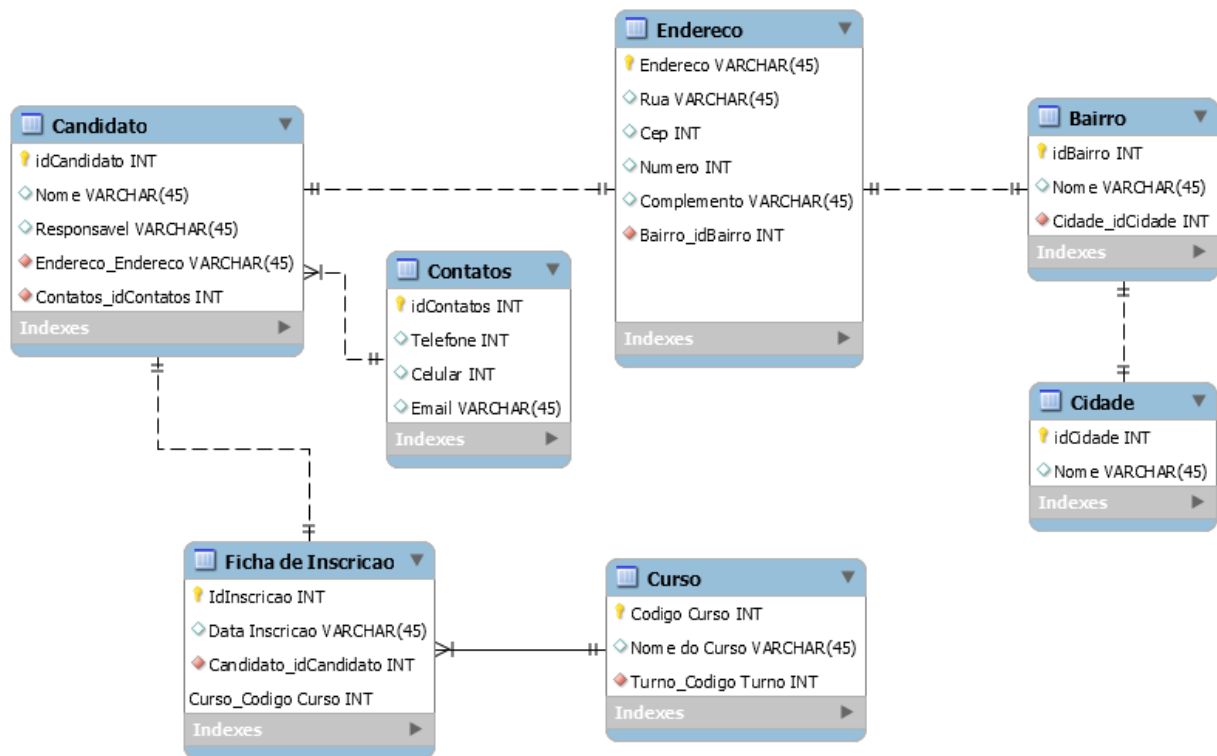 Endereco
Endereco VARCHAR(45)
Rua VARCHAR(45)
Cep INT
Numero INT
Complemento VARCHAR(45)
Bairro_idBairro INT
Indexes
Candidato
idCandidato INT
Nome VARCHAR(45)
Responsavel VARCHAR(45)
Endereco_Endereco VARCHAR(45)
Contatos_idContatos INT
Indexes
Bairro
idBairro INT
Nome VARCHAR(45)
Cidade_idCidade INT
Indexes
Contatos
idContatos INT
Telefone INT
Celular INT
Email VARCHAR(45)
Indexes
Cidade
idCidade INT
Nome VARCHAR(45)
Indexes
Ficha de Inscricao
IdInscricao INT
Data Inscricao VARCHAR(45)
Candidato_idCandidato INT
Curso_Codigo Curso INT
Indexes
Curso
Codigo Curso INT
Nome do Curso VARCHAR(45)
Turno_Codigo Turno INT
Indexes